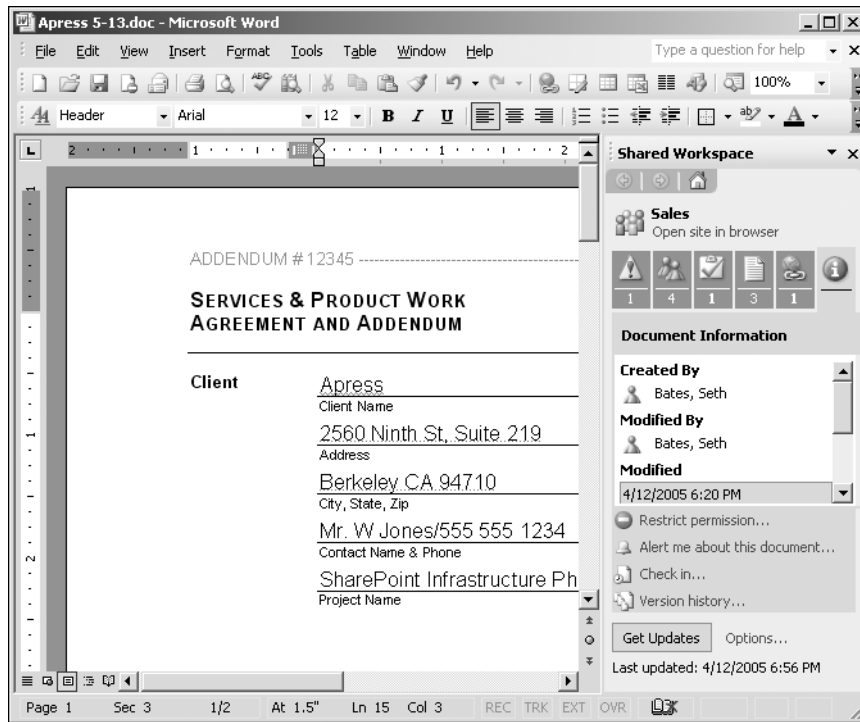 Apress 5-13.doc - Microsoft Word
File Edit View Insert Format Tools Table Window Help Type a question for help
100%
Header Arial 12 B I U
2 1 1 2
Shared Workspace
Sales
Open site in browser
1 4 1 3 1
Document Information
Created By
Bates, Seth
Modified By
Bates, Seth
Modified
4/12/2005 6:20 PM
Restrict permission...
Alert me about this document...
Check in...
Version history...
Get Updates Options...
Last updated: 4/12/2005 6:56 PM
ADDENDUM # 12345 --------------------
SERVICES & PRODUCT WORK
AGREEMENT AND ADDENDUM
Client Apress
Client Name
2560 Ninth St, Suite 219
Address
Berkeley CA 94710
City, State, Zip
Mr. W Jones/555 555 1234
Contact Name & Phone
SharePoint Infrastructure Ph
Project Name
Page 1 Sec 3 1/2 At 1.5" Ln 15 Col 3 REC TRK EXT OVR